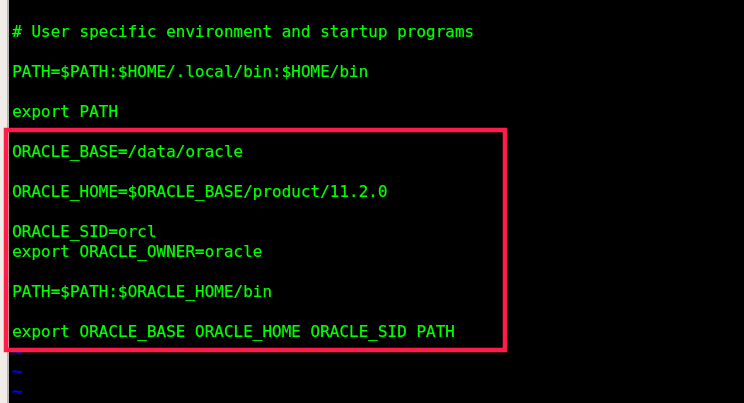 # User specific environment and startup programs
PATH=$PATH:$HOME/.local/bin:$HOME/bin
export PATH
ORACLE_BASE=/data/oracle
ORACLE_HOME=$ORACLE_BASE/product/11.2.0
ORACLE_SID=orcl
export ORACLE_OWNER=oracle
PATH=$PATH:$ORACLE_HOME/bin
export ORACLE_BASE ORACLE_HOME ORACLE_SID PATH
~
~
~